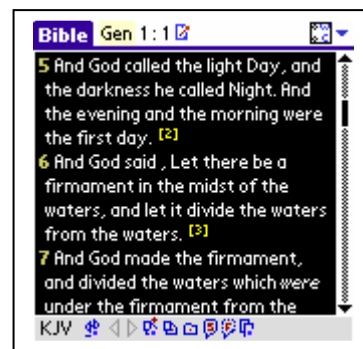 Bible Gen 1:1
5 And God called the light Day, and
the darkness he called Night. And
the evening and the morning were
the first day. [2]
6 And God said , Let there be a
firmament in the midst of the
waters, and let it divide the waters
from the waters. [3]
7 And God made the firmament,
and divided the waters which were
under the firmament from the
KJV